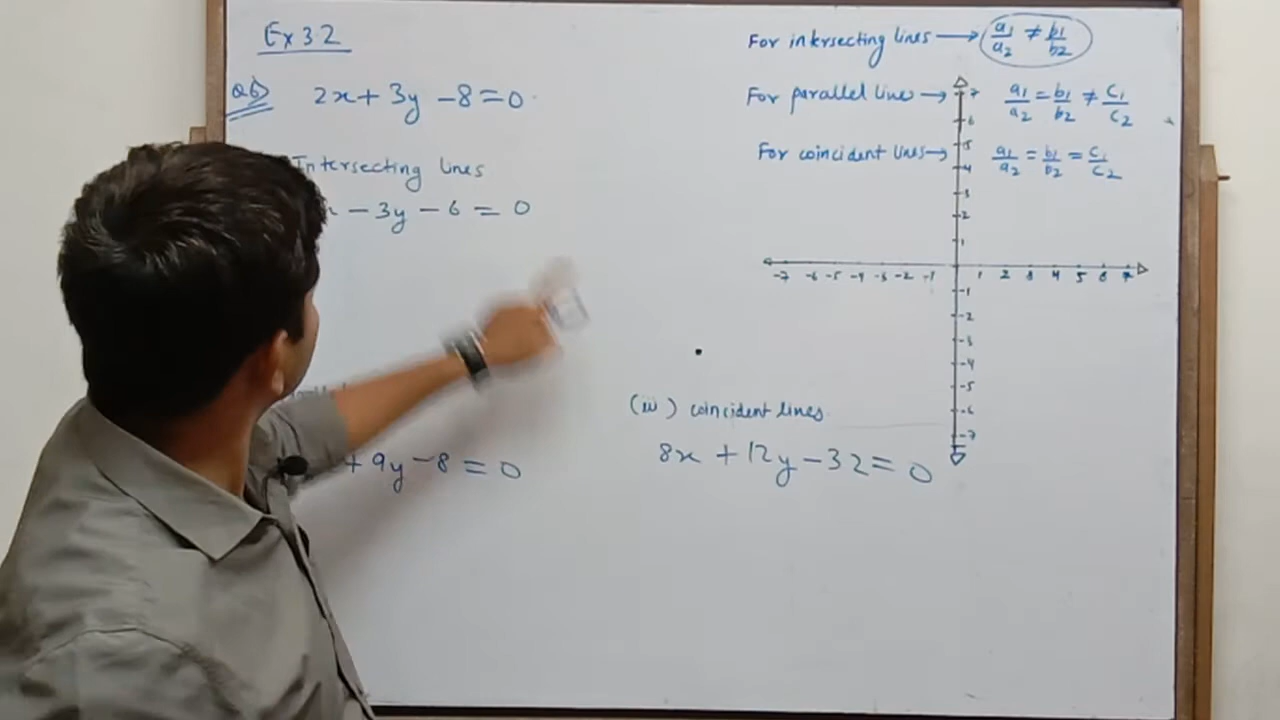 Ex 3.2
Q6) 2x + 3y - 8 = 0
Intersecting lines
- 3y - 6 = 0
+ 9y - 8 = 0
For intersecting lines → a1/a2 ≠ b1/b2
For parallel line → a1/a2 = b1/b2 ≠ c1/c2
For coincident lines → a1/a2 = b1/b2 = c1/c2
7
6
5
4
3
2
1
-7 -6 -5 -4 -3 -2 -1 1 2 3 4 5 6 7
-1
-2
-3
-4
-5
-6
-7
(iii) coincident lines
8x + 12y - 32 = 0